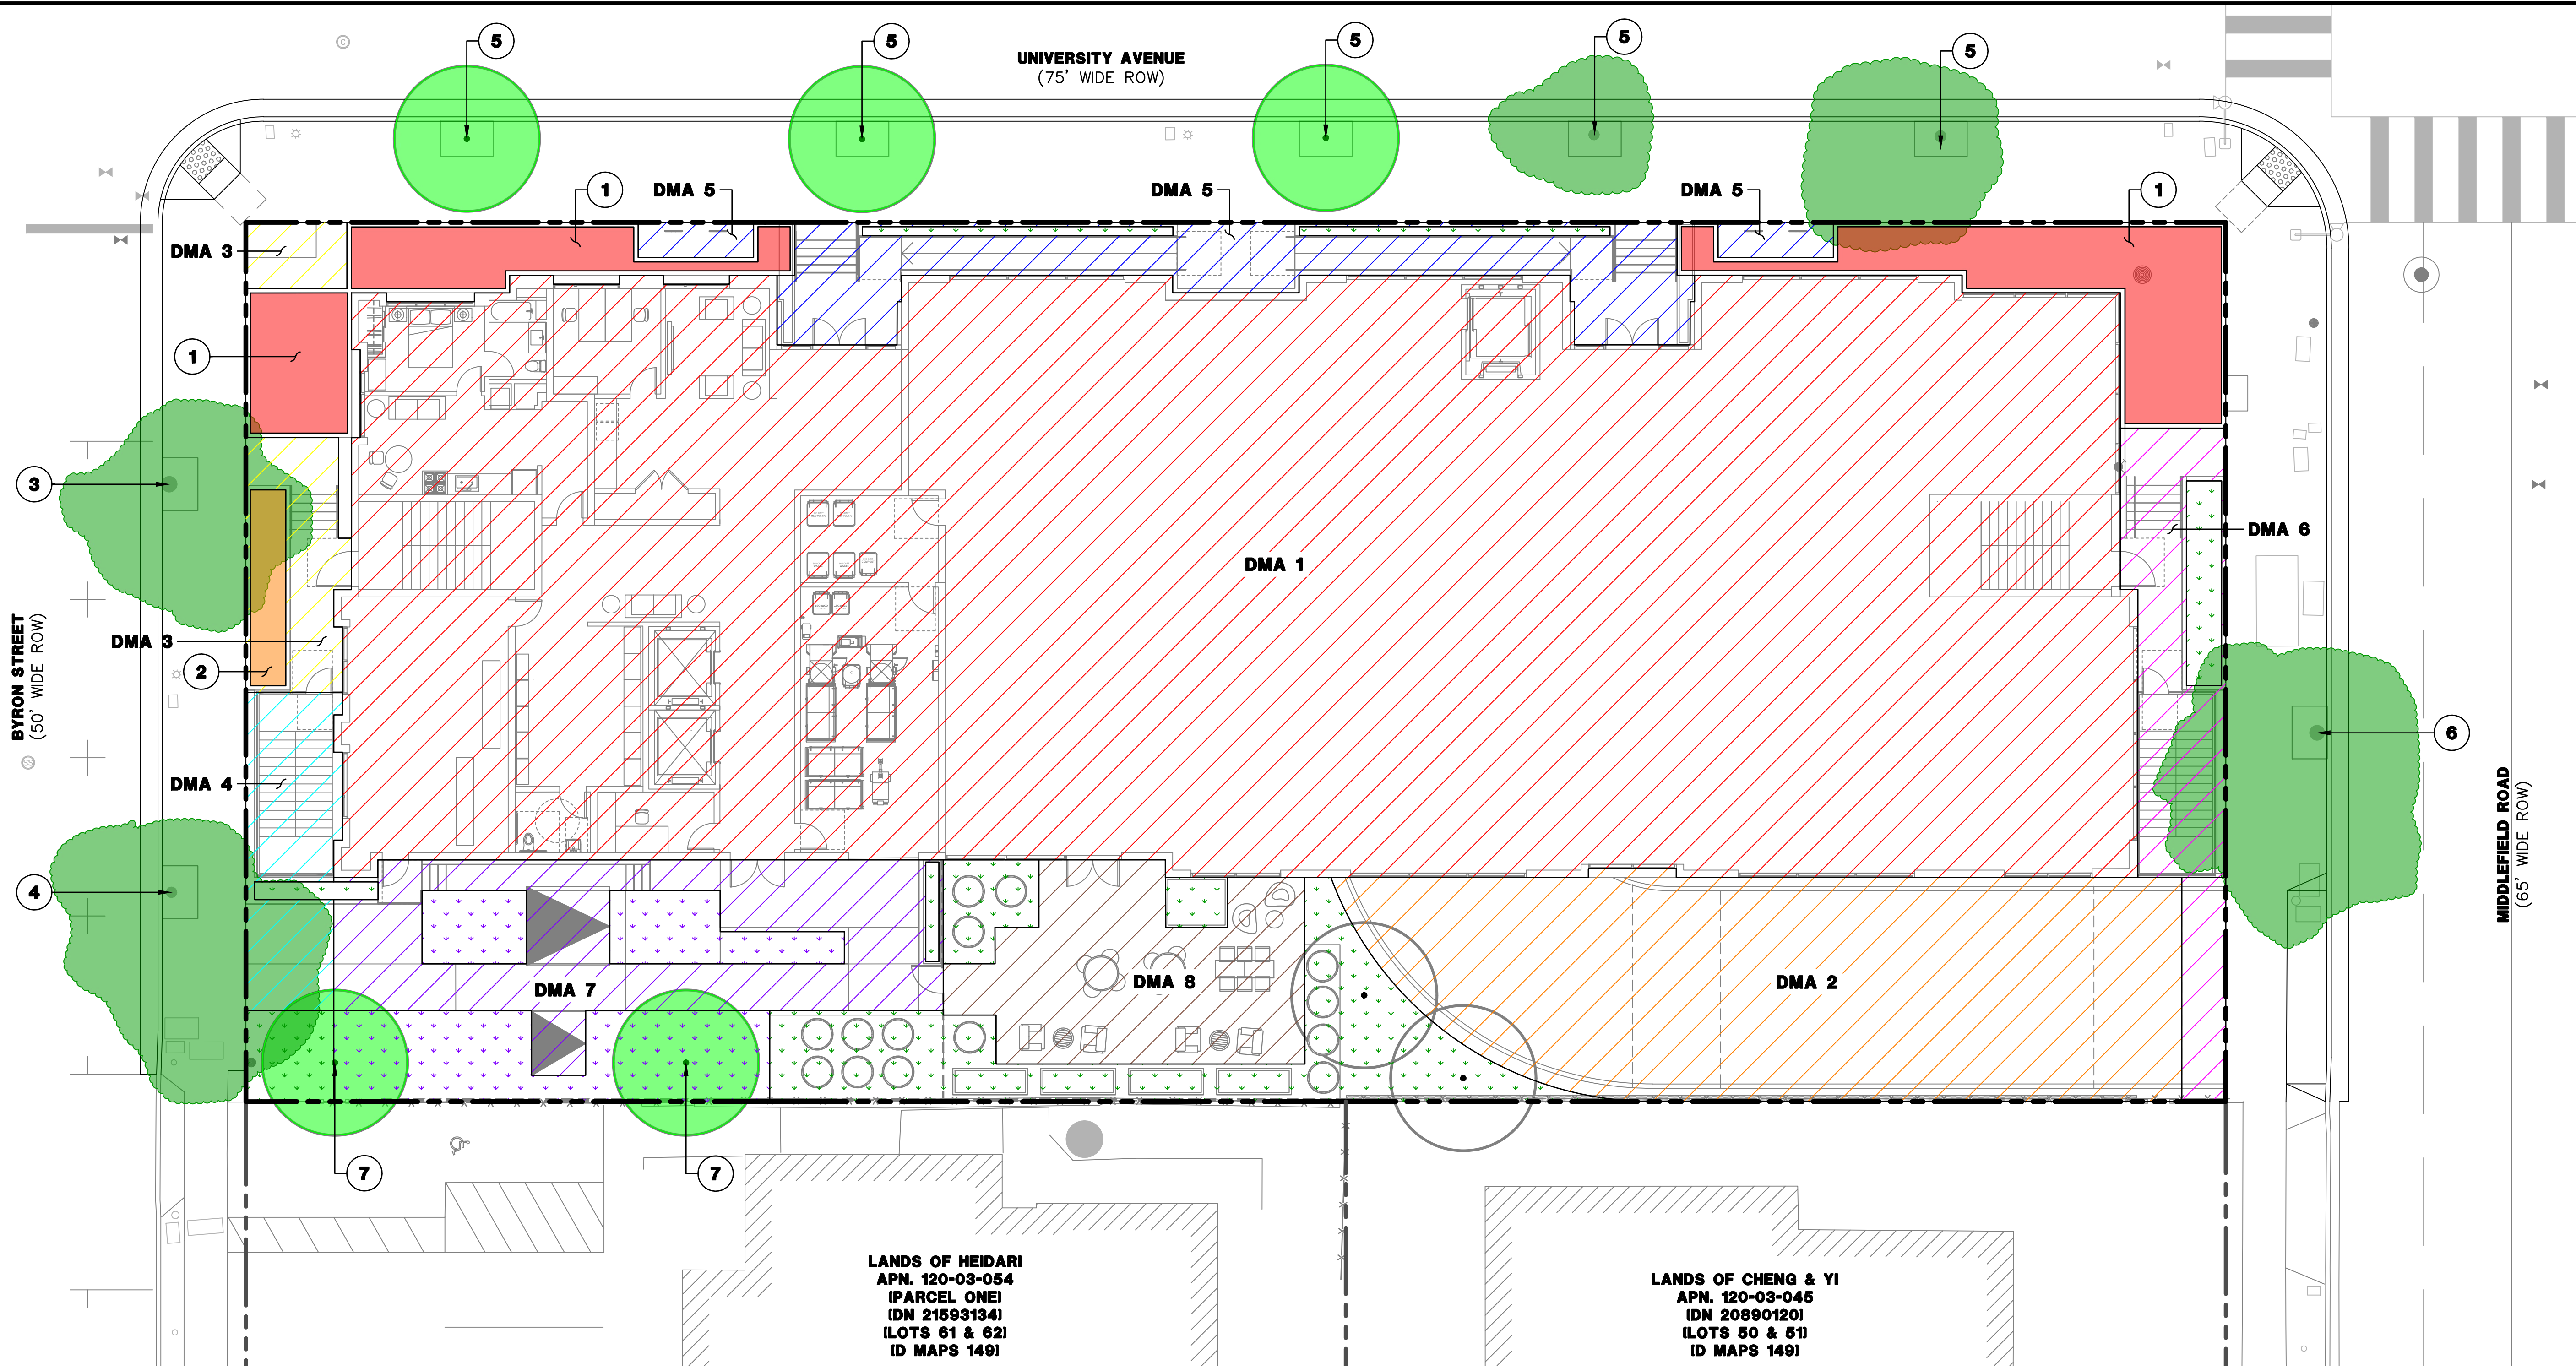 5
5
5
5
5
UNIVERSITY AVENUE
(75' WIDE ROW)
C
1
DMA 5
DMA 5
DMA 5
1
DMA 3
1
3
DMA 1
DMA 6
DMA 3
2
BYRON STREET
(50' WIDE ROW)
SS
6
DMA 4
4
MIDDLEFIELD ROAD
(65' WIDE ROW)
DMA 7
DMA 8
DMA 2
7
7
LANDS OF HEIDARI
APN. 120-03-054
(PARCEL ONE)
(DN 21593134)
(LOTS 61 & 62)
(D MAPS 149)
LANDS OF CHENG & YI
APN. 120-03-045
(DN 20890120)
(LOTS 50 & 51)
(D MAPS 149)